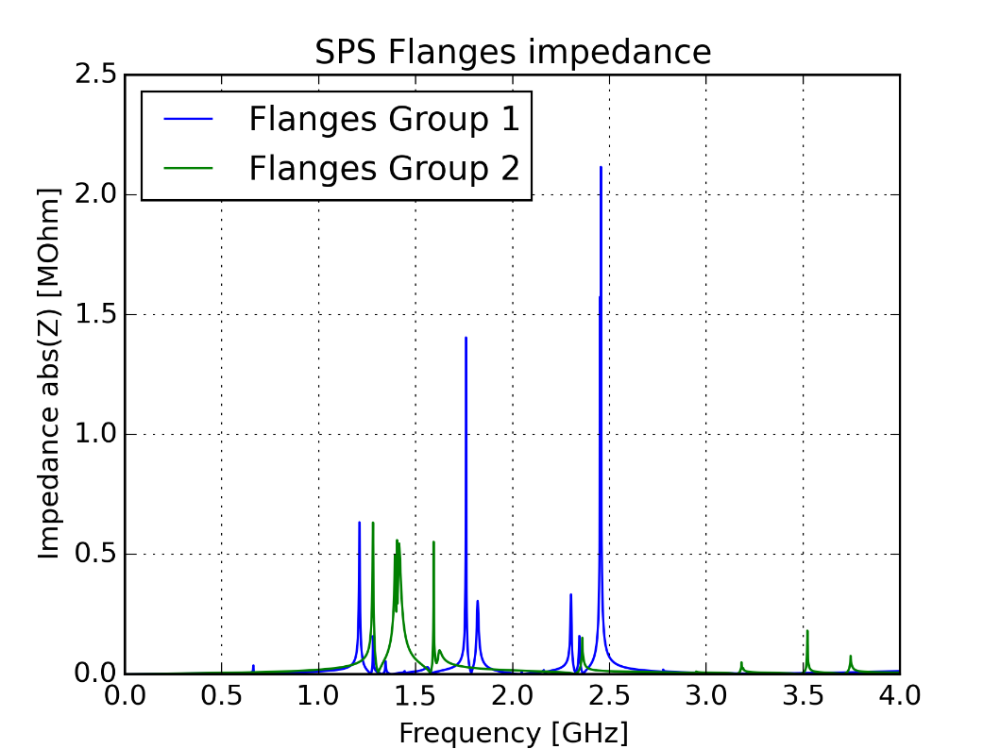 SPS Flanges impedance
Flanges Group 1
Flanges Group 2
Impedance abs(Z) [MOhm]
2.5
2.0
1.5
1.0
0.5
0.0
0.0 0.5 1.0 1.5 2.0 2.5 3.0 3.5 4.0
Frequency [GHz]